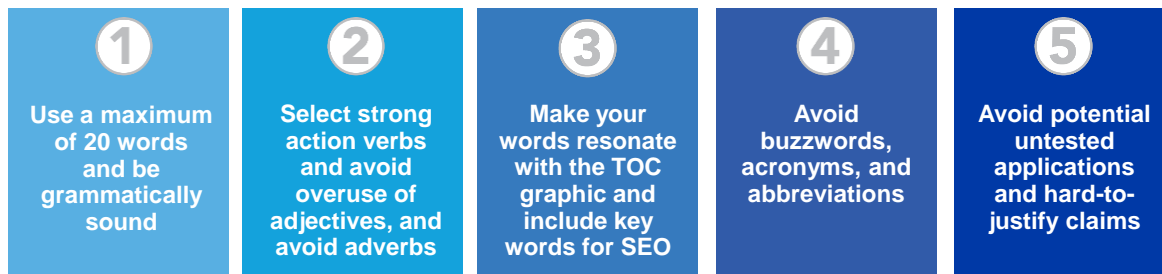 1
Use a maximum
of 20 words
and be
grammatically
sound
2
Select strong
action verbs
and avoid
overuse of
adjectives, and
avoid adverbs
3
Make your
words resonate
with the TOC
graphic and
include key
words for SEO
4
Avoid
buzzwords,
acronyms, and
abbreviations
5
Avoid potential
untested
applications
and hard-to-
justify claims